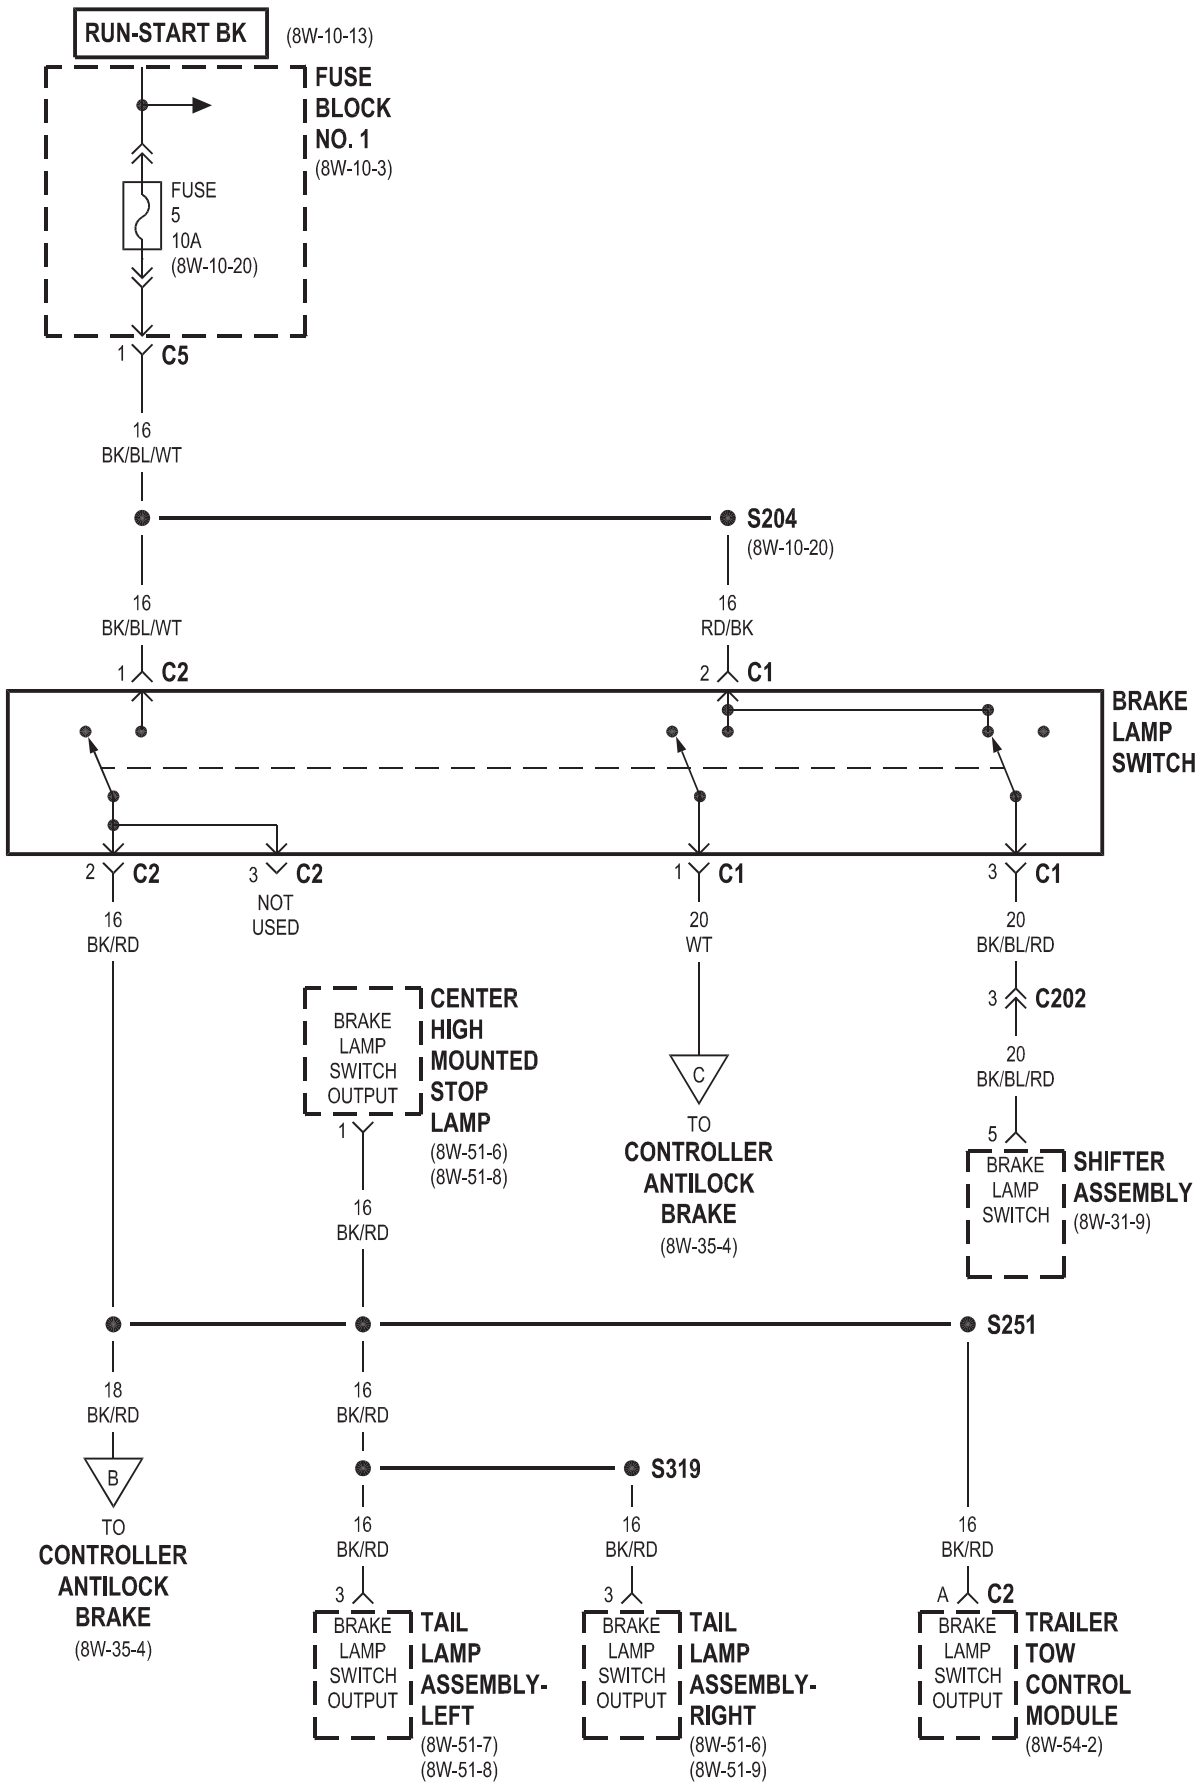 RUN-START BK (8W-10-13)
FUSE
BLOCK
NO. 1
(8W-10-3)
FUSE
5
10A
(8W-10-20)
1 C5
16
BK/BL/WT
S204
(8W-10-20)
16
BK/BL/WT
16
RD/BK
1 C2
2 C1
BRAKE
LAMP
SWITCH
2 C2
3 C2
NOT
USED
1 C1
3 C1
16
BK/RD
20
WT
20
BK/BL/RD
3 C202
20
BK/BL/RD
BRAKE
LAMP
SWITCH
OUTPUT
CENTER
HIGH
MOUNTED
STOP
LAMP
(8W-51-6)
(8W-51-8)
1
16
BK/RD
C
TO
CONTROLLER
ANTILOCK
BRAKE
(8W-35-4)
5
BRAKE
LAMP
SWITCH
SHIFTER
ASSEMBLY
(8W-31-9)
S251
18
BK/RD
16
BK/RD
B
TO
CONTROLLER
ANTILOCK
BRAKE
(8W-35-4)
S319
16
BK/RD
16
BK/RD
16
BK/RD
3
3
A C2
BRAKE
LAMP
SWITCH
OUTPUT
TAIL
LAMP
ASSEMBLY-
LEFT
(8W-51-7)
(8W-51-8)
BRAKE
LAMP
SWITCH
OUTPUT
TAIL
LAMP
ASSEMBLY-
RIGHT
(8W-51-6)
(8W-51-9)
BRAKE
LAMP
SWITCH
OUTPUT
TRAILER
TOW
CONTROL
MODULE
(8W-54-2)